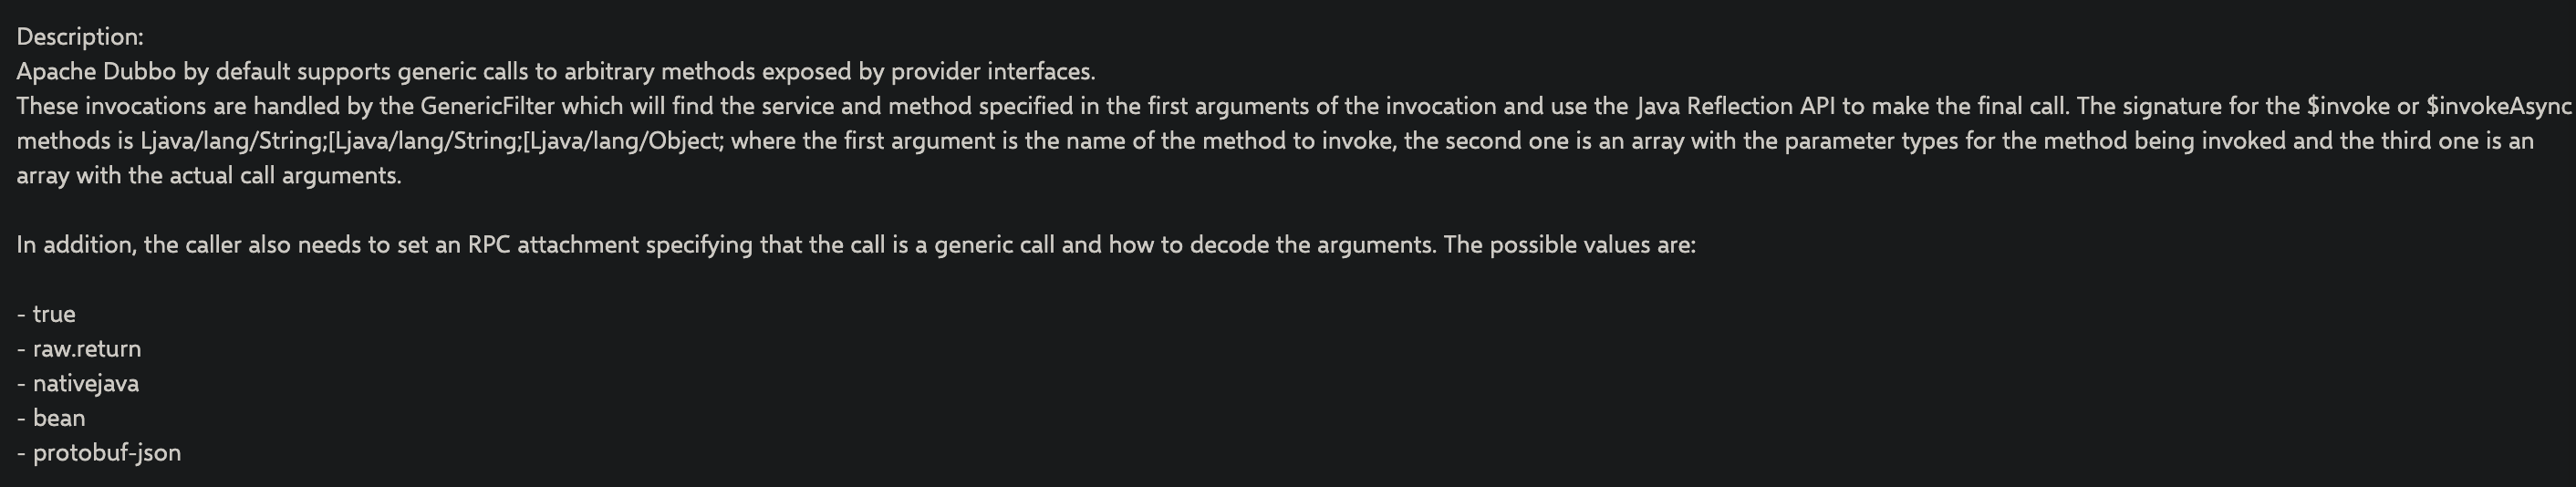 Description:
Apache Dubbo by default supports generic calls to arbitrary methods exposed by provider interfaces.
These invocations are handled by the GenericFilter which will find the service and method specified in the first arguments of the invocation and use the Java Reflection API to make the final call. The signature for the $invoke or $invokeAsync
methods is Ljava/lang/String;[Ljava/lang/String;[Ljava/lang/Object; where the first argument is the name of the method to invoke, the second one is an array with the parameter types for the method being invoked and the third one is an
array with the actual call arguments.
In addition, the caller also needs to set an RPC attachment specifying that the call is a generic call and how to decode the arguments. The possible values are:
- true
- raw.return
- nativejava
- bean
- protobuf-json